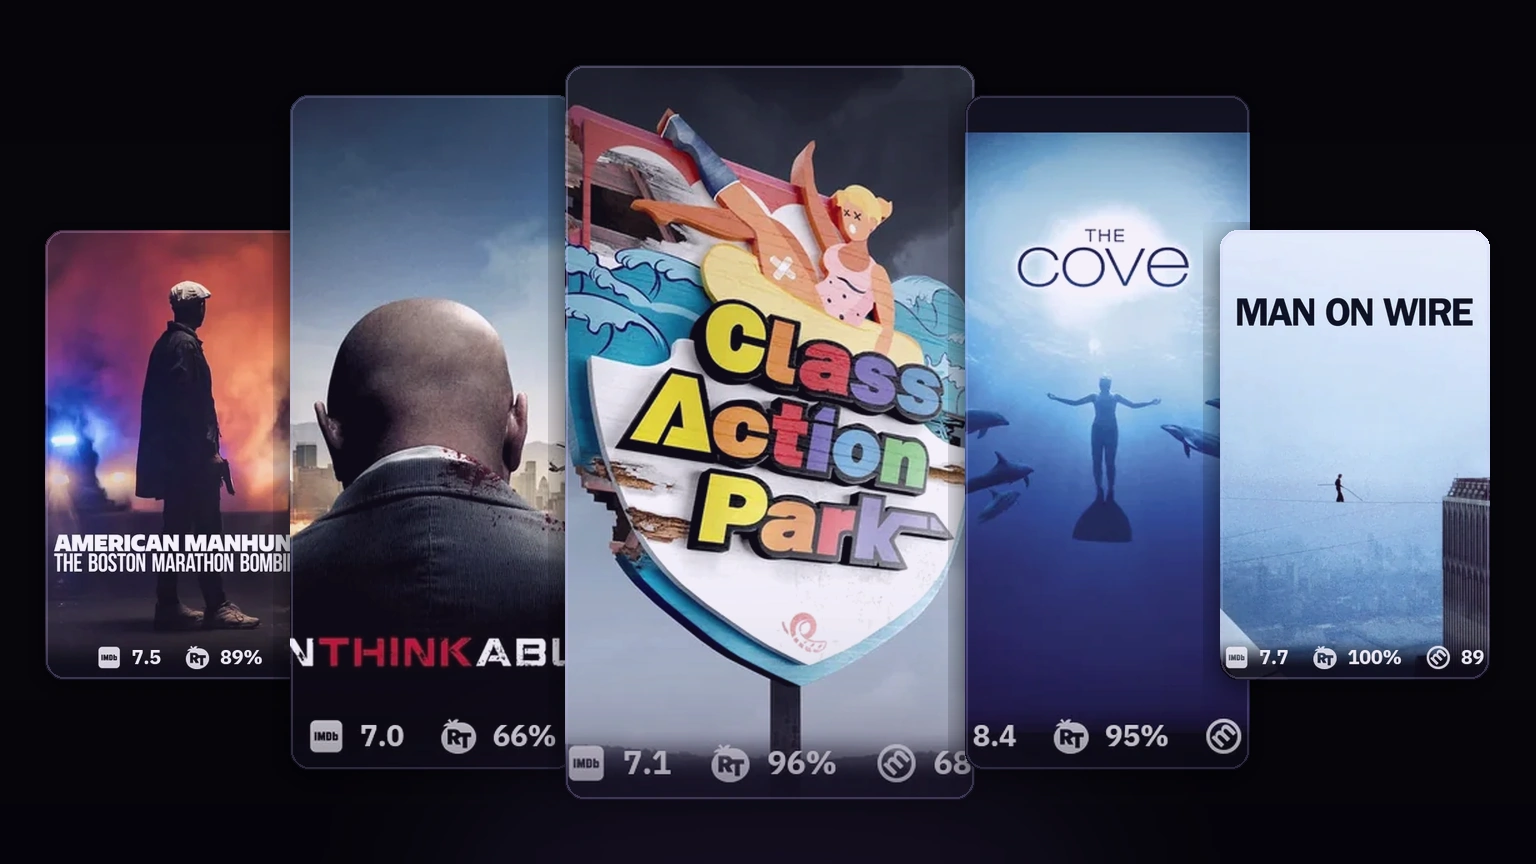 AMERICAN MANHUN
THE BOSTON MARATHON BOMBI
IMDb 7.5 RT 89%
NTHINKABL
IMDb 7.0 RT 66%
Class
Action
Park
IMDb 7.1 RT 96% m 68
THE
COVE
8.4 RT 95% m
MAN ON WIRE
IMDb 7.7 RT 100% m 89